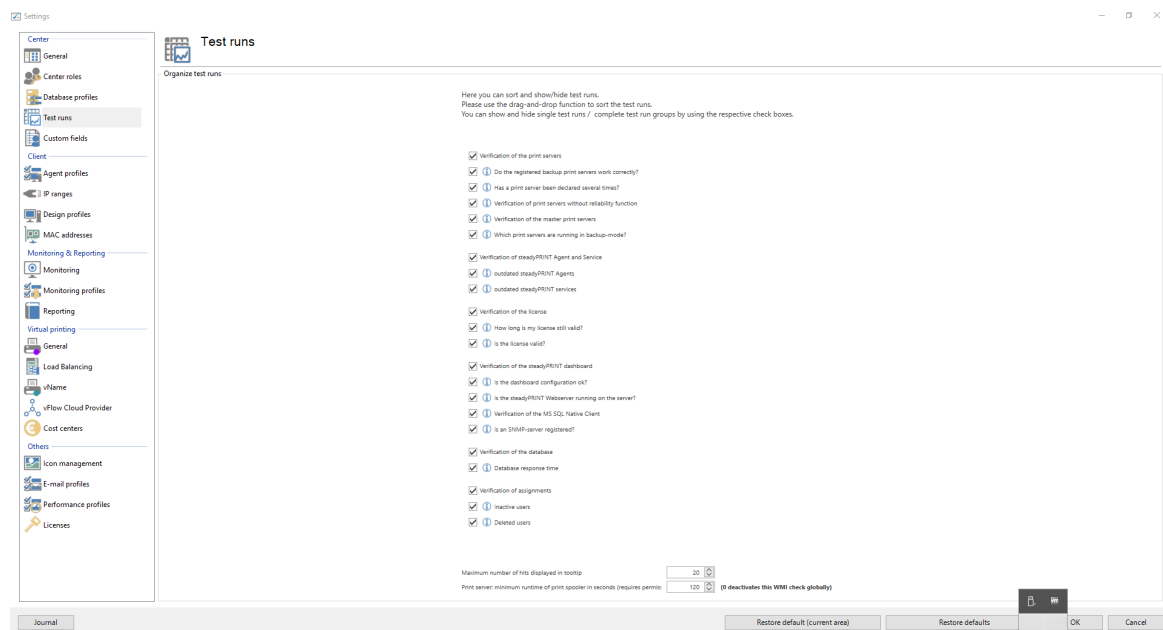 Settings
Center
General
Center roles
Database profiles
Test runs
Custom fields
Client
Agent profiles
IP ranges
Design profiles
MAC addresses
Monitoring & Reporting
Monitoring
Monitoring profiles
Reporting
Virtual printing
General
Load Balancing
vName
vFlow Cloud Provider
Cost centers
Others
Icon management
E-mail profiles
Performance profiles
Licenses
Test runs
Organize test runs
Here you can sort and show/hide test runs.
Please use the drag-and-drop function to sort the test runs.
You can show and hide single test runs / complete test run groups by using the respective check boxes.
Verification of the print servers
Do the registered backup print servers work correctly?
Has a print server been declared several times?
Verification of print servers without reliability function
Verification of the master print servers
Which print servers are running in backup-mode?
Verification of steadyPRINT Agent and Service
outdated steadyPRINT Agents
outdated steadyPRINT services
Verification of the license
How long is my license still valid?
Is the license valid?
Verification of the steadyPRINT dashboard
Is the dashboard configuration ok?
Is the steadyPRINT Webserver running on the server?
Verification of the MS SQL Native Client
Is an SNMP-server registered?
Verification of the database
Database response time
Verification of assignments
Inactive users
Deleted users
Maximum number of hits displayed in tooltip 20
Print server: minimum runtime of print spooler in seconds (requires permis: 120 (0 deactivates this WMI check globally)
Journal Restore default (current area) Restore defaults OK Cancel